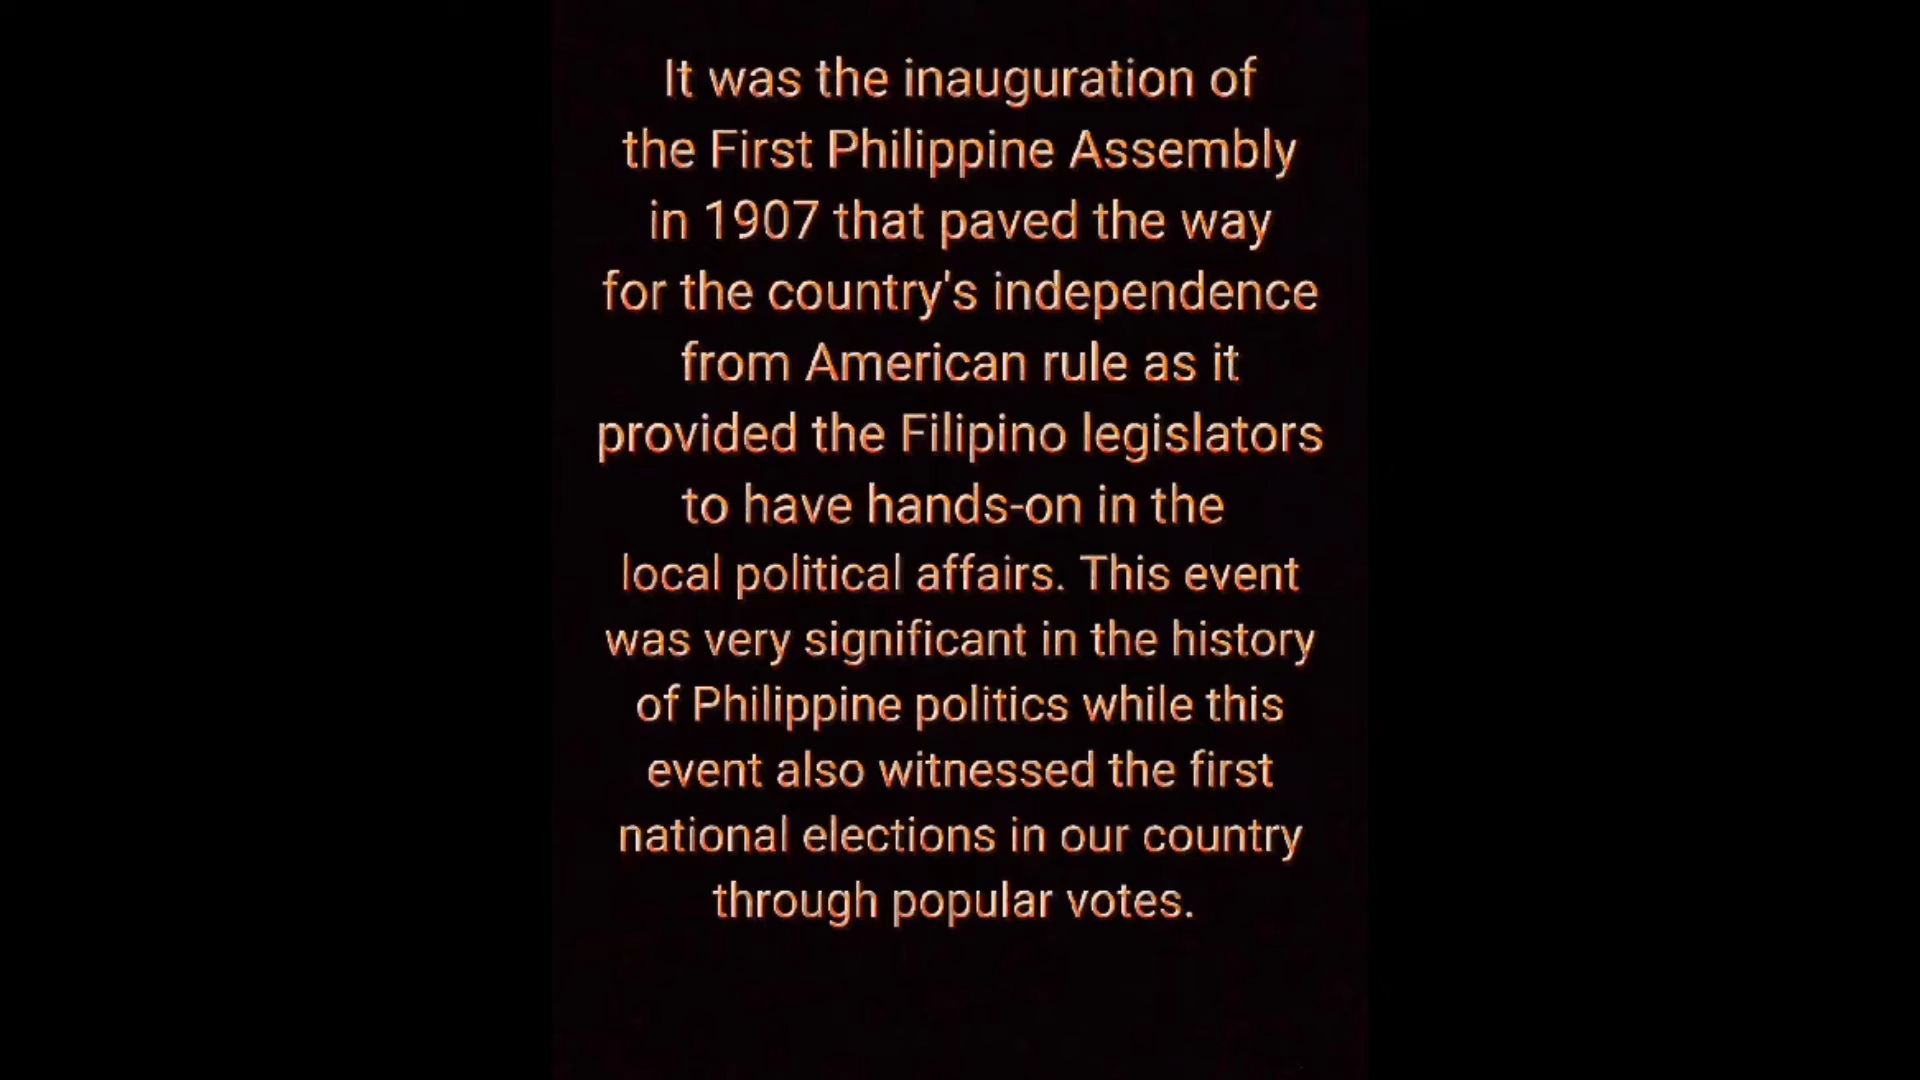 It was the inauguration of
the First Philippine Assembly
in 1907 that paved the way
for the country's independence
from American rule as it
provided the Filipino legislators
to have hands-on in the
local political affairs. This event
was very significant in the history
of Philippine politics while this
event also witnessed the first
national elections in our country
through popular votes.